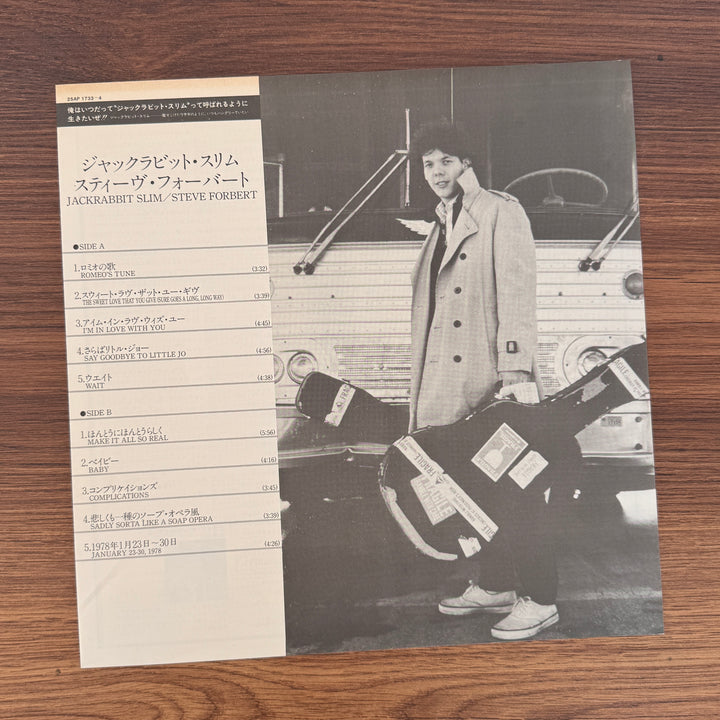 25AP 1733-4
俺はいつだって"ジャックラビット・スリム"って呼ばれるように
生きたいぜ!!
ジャックラビット・スリム
ジャックラビット・スリム
スティーヴ・フォーバート
JACKRABBIT SLIM/STEVE FORBERT
●SIDE A
1.ロミオの歌
ROMEO'S TUNE (3:32)
2.スウィート・ラヴ・ザット・ユー・ギヴ
THE SWEET LOVE THAT YOU GIVE (SURE GOES A LONG, LONG WAY) (3:39)
3.アイム・イン・ラヴ・ウィズ・ユー
I'M IN LOVE WITH YOU (4:45)
4.さらばリトル・ジョー
SAY GOODBYE TO LITTLE JO (4:56)
5.ウエイト
WAIT (4:38)
●SIDE B
1.ほんとうにほんとうらしく
MAKE IT ALL SO REAL (5:56)
2.ベイビー
BABY (4:16)
3.コンプリケイションズ
COMPLICATIONS (3:45)
4.悲しくも一種のソープ・オペラ風
SADLY SORTA LIKE A SOAP OPERA (3:39)
5.1978年1月23日〜30日
JANUARY 23-30, 1978 (4:26)
FRAGILE